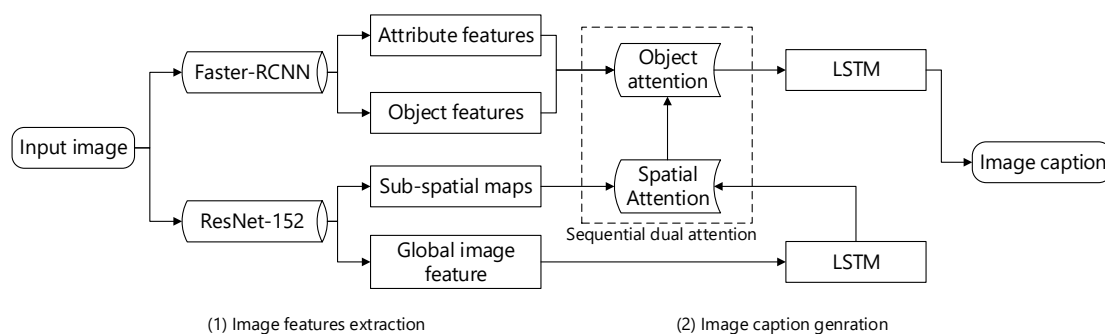 Input image
Faster-RCNN
ResNet-152
Attribute features
Object features
Sub-spatial maps
Global image
feature
Object
attention
Spatial
Attention
Sequential dual attention
LSTM
LSTM
Image caption
(1) Image features extraction
(2) Image caption genration